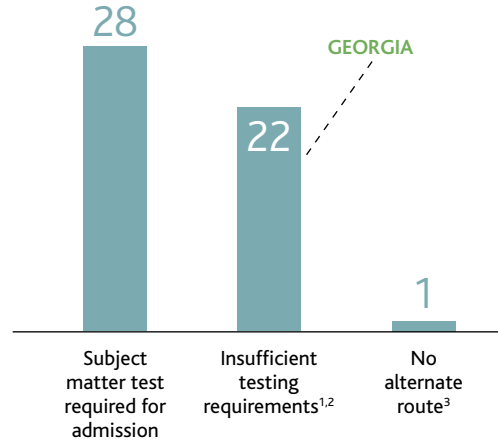 28
GEORGIA
22
1
Subject
matter test
required for
admission
Insufficient
testing
requirements1,2
No
alternate
route3